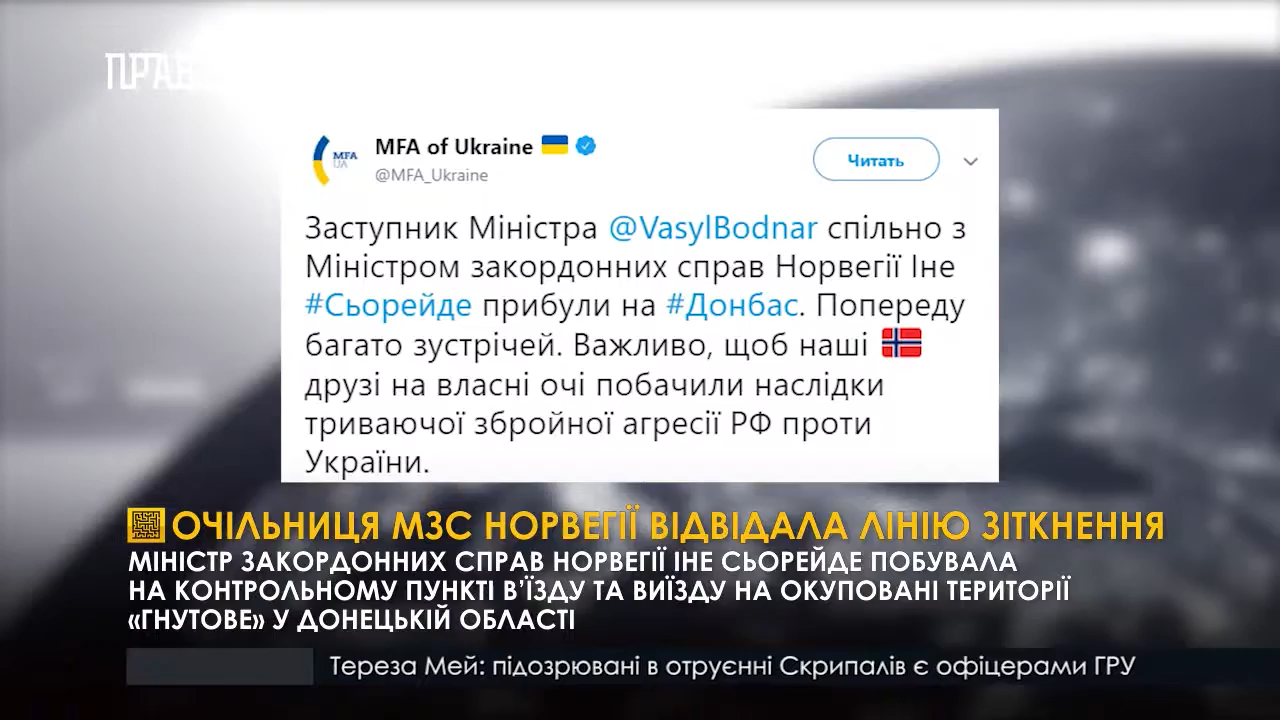 ПРАВ
MFA of Ukraine
MFA
UA
@MFA_Ukraine
Читать
Заступник Міністра @VasylBodnar спільно з
Міністром закордонних справ Норвегії Іне
#Сьорейде прибули на #Донбас. Попереду
багато зустрічей. Важливо, щоб наші
друзі на власні очі побачили наслідки
триваючої збройної агресії РФ проти
України.
ОЧІЛЬНИЦЯ МЗС НОРВЕГІЇ ВІДВІДАЛА ЛІНІЮ ЗІТКНЕННЯ
МІНІСТР ЗАКОРДОННИХ СПРАВ НОРВЕГІЇ ІНЕ СЬОРЕЙДЕ ПОБУВАЛА
НА КОНТРОЛЬНОМУ ПУНКТІ В’ЇЗДУ ТА ВИЇЗДУ НА ОКУПОВАНІ ТЕРИТОРІЇ
«ГНУТОВЕ» У ДОНЕЦЬКІЙ ОБЛАСТІ
Тереза Мей: підозрювані в отруєнні Скрипалів є офіцерами ГРУ